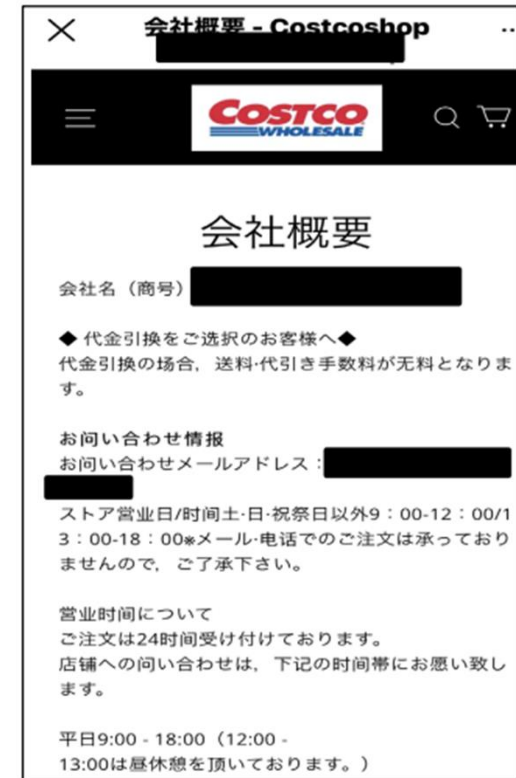 会社概要 - Costcoshop
COSTCO
WHOLESALE
会社概要
会社名（商号）
◆ 代金引換をご选択のお客様へ◆
代金引換の场合，送料·代引き手数料が无料となりま
す。
お问い合わせ情报
お问い合わせメールアドレス：
ストア営业日/时间土·日·祝祭日以外9：00-12：00/1
3：00-18：00※メール·电话でのご注文は承っており
ませんので，ご了承下さい。
営业时间について
ご注文は24时间受け付けております。
店铺への问い合わせは，下记の时间帯にお愿い致し
ます。
平日9:00 - 18:00（12:00 -
13:00は昼休憩を顶いております。）